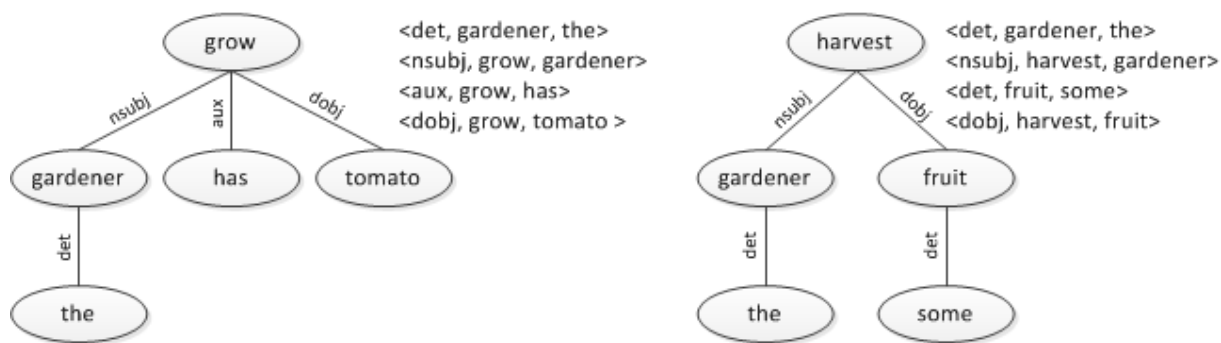 grow
nsubj
aux
dobj
gardener
has
tomato
det
the
<det, gardener, the>
<nsubj, grow, gardener>
<aux, grow, has>
<dobj, grow, tomato >
harvest
nsubj
dobj
gardener
fruit
det
det
the
some
<det, gardener, the>
<nsubj, harvest, gardener>
<det, fruit, some>
<dobj, harvest, fruit>